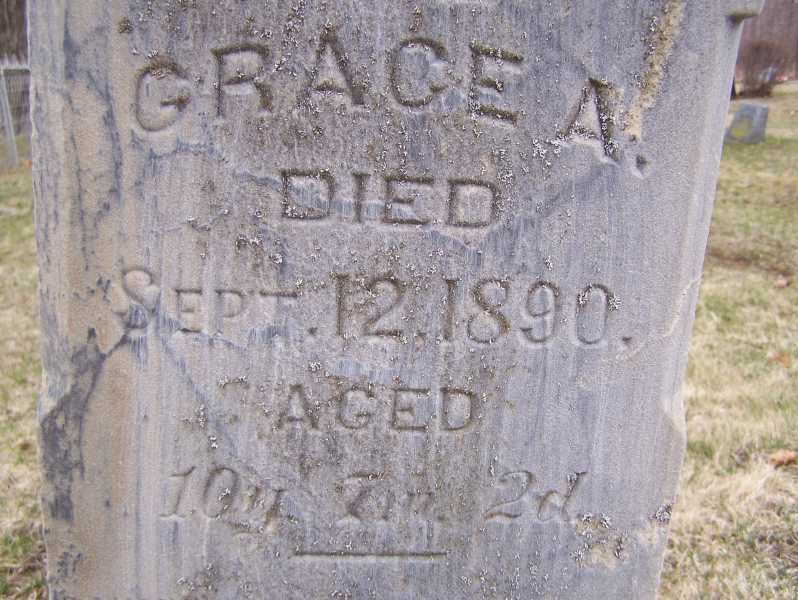 GRACE A.
DIED
SEPT. 12. 1890.
AGED
10y. 7m. 2d.